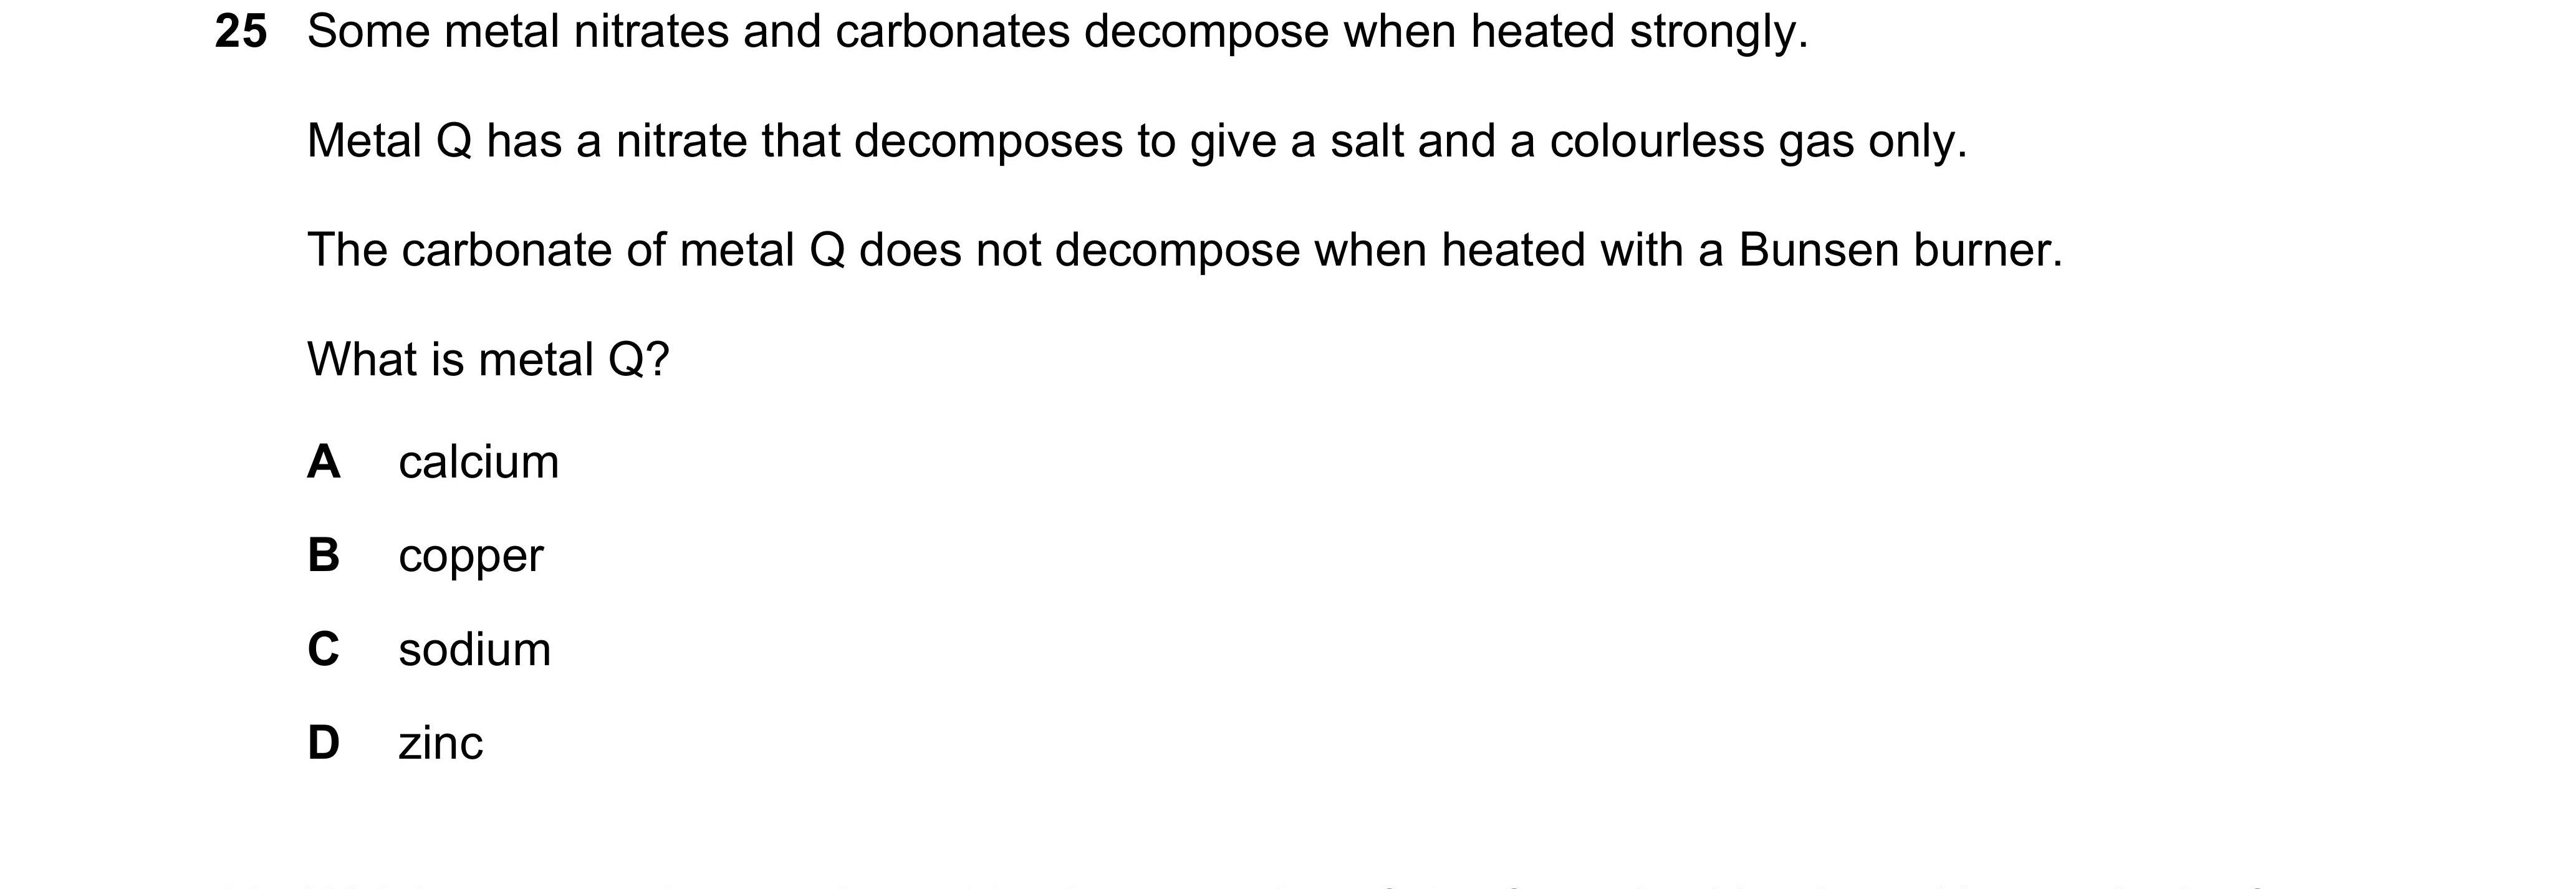 25 Some metal nitrates and carbonates decompose when heated strongly.
Metal Q has a nitrate that decomposes to give a salt and a colourless gas only.
The carbonate of metal Q does not decompose when heated with a Bunsen burner.
What is metal Q?
A calcium
B copper
C sodium
D zinc